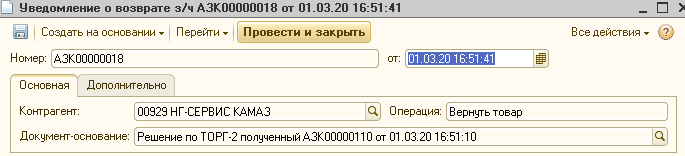 Уведомление о возврате з/ч АЗК00000018 от 01.03.20 16:51:41
Создать на основании Перейти Провести и закрыть Все действия ?
Номер: АЗК00000018 от: 01.03.20 16:51:41
Основная Дополнительно
Контрагент: 00929 НГ-СЕРВИС КАМАЗ Операция: Вернуть товар
Документ-основание: Решение по ТОРГ-2 полученный АЗК00000110 от 01.03.20 16:51:10